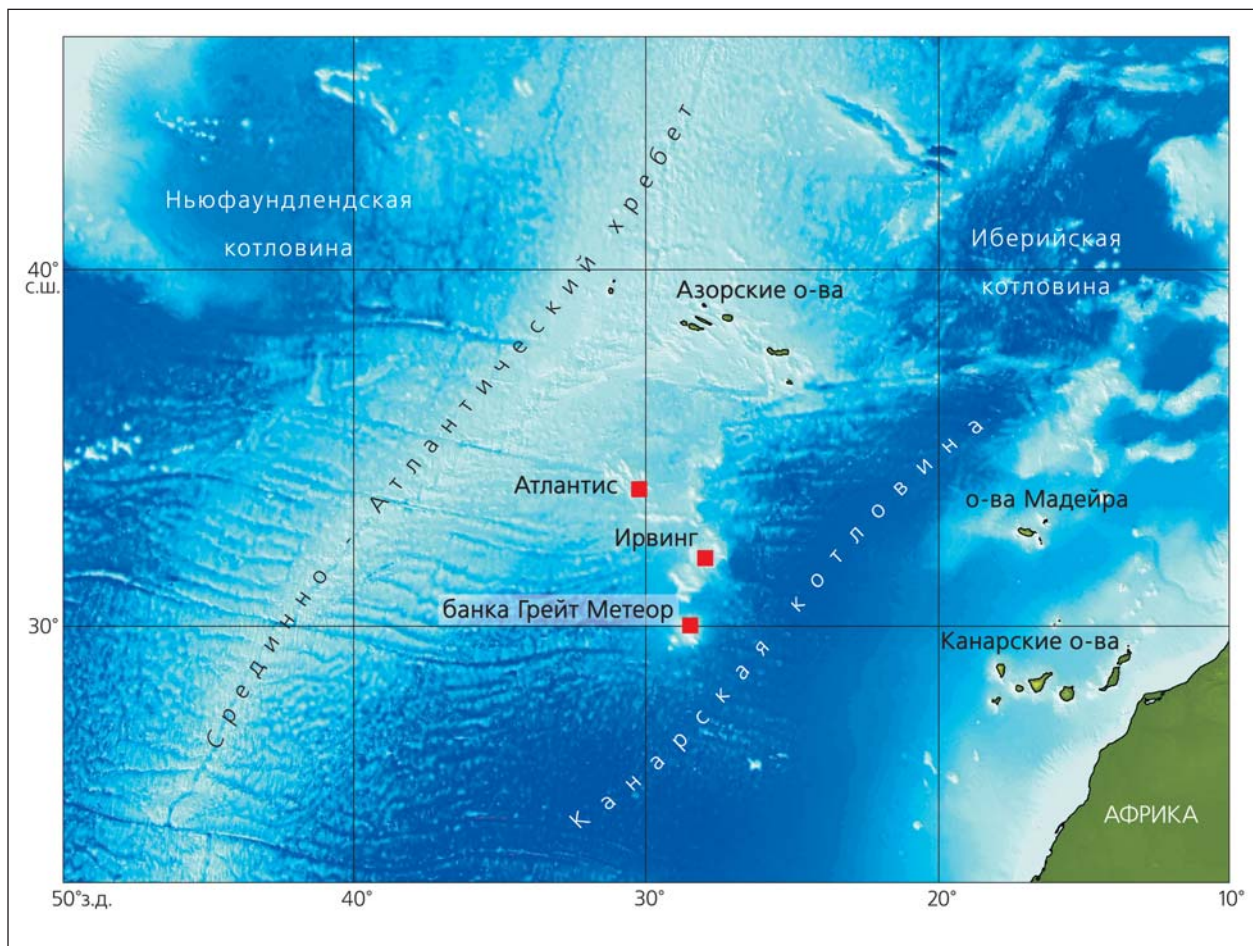 Ньюфаундлендская
котловина
Срединно-Атлантический хребет
Иберийская
котловина
40°
с.ш.
Азорские о-ва
Атлантис
о-ва Мадейра
Ирвинг
банка Грейт Метеор
30°
Канарская котловина
Канарские о-ва
АФРИКА
50°з.д.
40°
30°
20°
10°